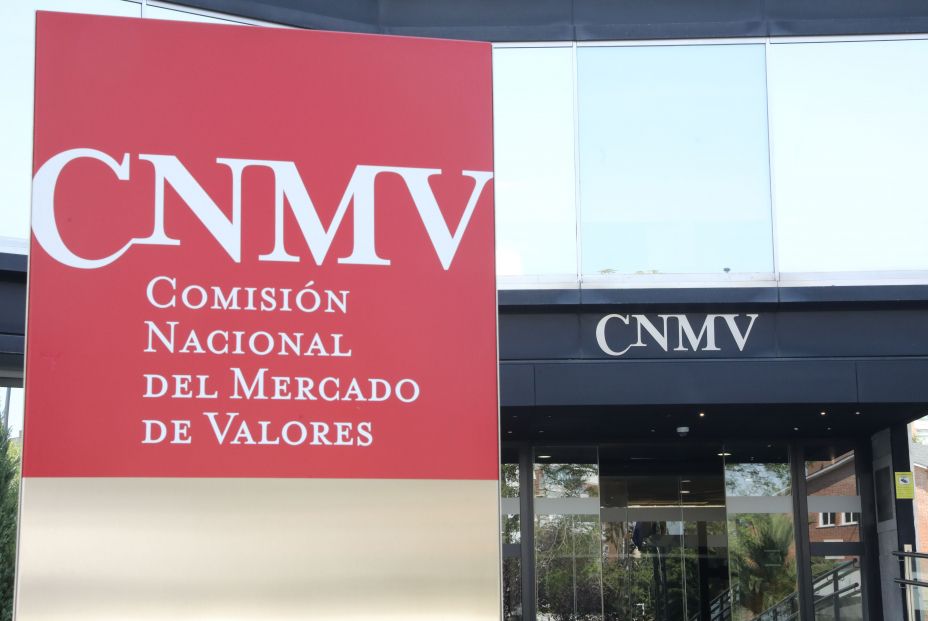 CNMV
COMISIÓN
NACIONAL
DEL MERCADO
DE VALORES
CNMV